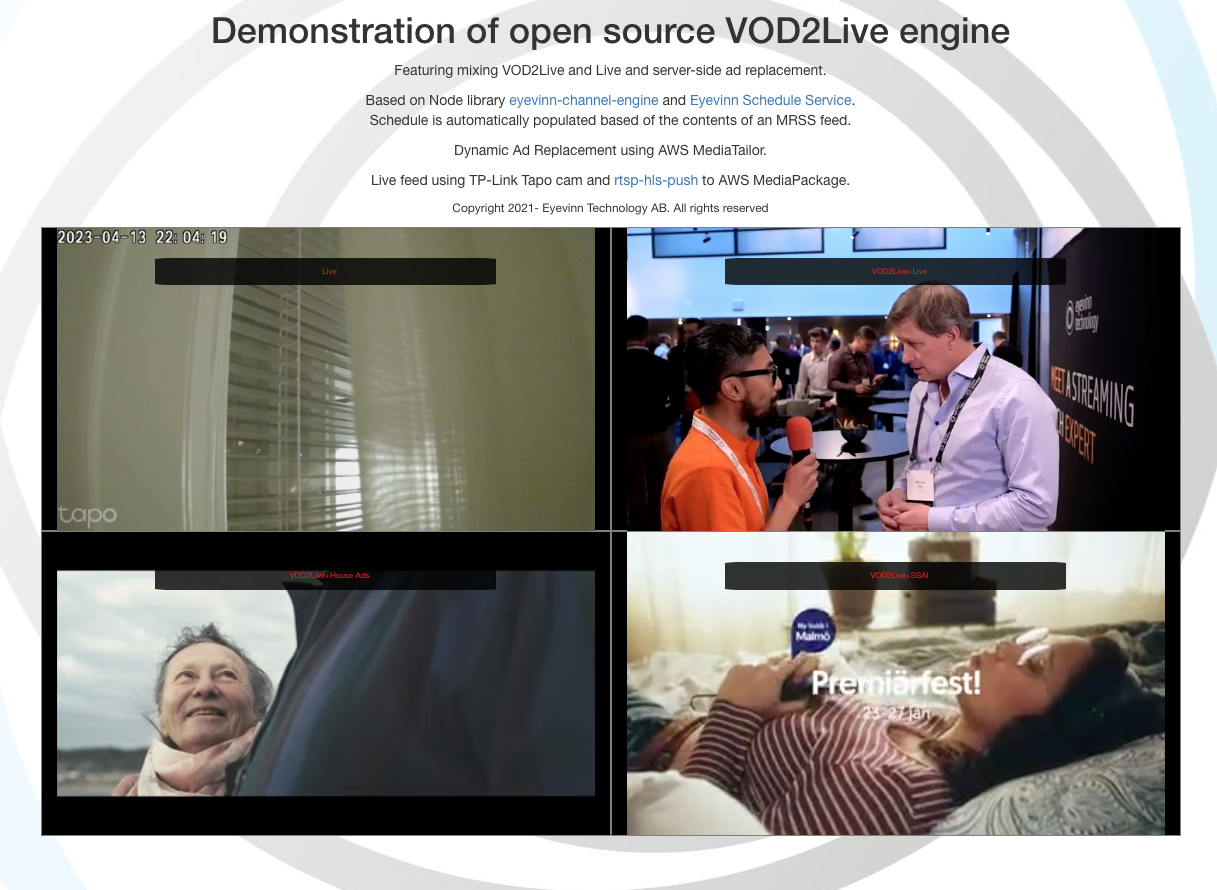 Demonstration of open source VOD2Live engine
Featuring mixing VOD2Live and Live and server-side ad replacement.
Based on Node library eyevinn-channel-engine and Eyevinn Schedule Service.
Schedule is automatically populated based of the contents of an MRSS feed.
Dynamic Ad Replacement using AWS MediaTailor.
Live feed using TP-Link Tapo cam and rtsp-hls-push to AWS MediaPackage.
Copyright 2021- Eyevinn Technology AB. All rights reserved
2023-04-13 22:04:19
Live
tapo
VOD2Live+Live
eyevinn
technology
MEET A STREAMING
EXPERT
VOD2Live+House Ads
VOD2Live+SSAI
Ny butik i
Malmö
Premiärfest!
23-27 jan